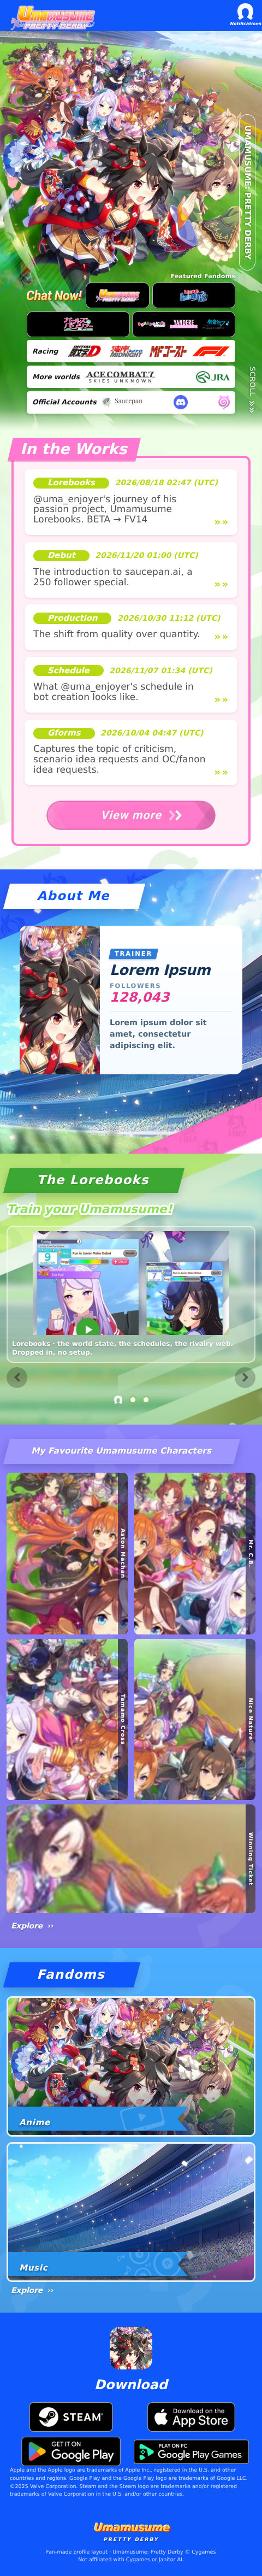 Umamusume
PRETTY DERBY
Notifications
UMAMUSUME: PRETTY DERBY
Featured Fandoms
Chat Now!
Racing
MF GHOST
F1
More worlds
ACE COMBAT 7
SKIES UNKNOWN
JRA
Official Accounts
Saucepan
SCROLL
In the Works
Lorebooks 2026/08/18 02:47 (UTC)
@uma_enjoyer's journey of his
passion project, Umamusume
Lorebooks. BETA → FV14
Debut 2026/11/20 01:00 (UTC)
The introduction to saucepan.ai, a
250 follower special.
Production 2026/10/30 11:12 (UTC)
The shift from quality over quantity.
Schedule 2026/11/07 01:34 (UTC)
What @uma_enjoyer's schedule in
bot creation looks like.
Gforms 2026/10/04 04:47 (UTC)
Captures the topic of criticism,
scenario idea requests and OC/fanon
idea requests.
View more
About Me
TRAINER
Lorem Ipsum
FOLLOWERS
128,043
Lorem ipsum dolor sit
amet, consectetur
adipiscing elit.
The Lorebooks
Train your Umamusume!
Lorebooks - the world state, the schedules, the rivalry web.
Dropped in, no setup.
My Favourite Umamusume Characters
Aston Machan
Mr. C.B.
Tamamo Cross
Nice Nature
Winning Ticket
Explore ››
Fandoms
Anime
Music
Explore ››
Download
STEAM
Download on the
App Store
GET IT ON
Google Play
PLAY ON PC
Google Play Games
Apple and the Apple logo are trademarks of Apple Inc., registered in the U.S. and other
countries and regions. Google Play and the Google Play logo are trademarks of Google LLC.
©2025 Valve Corporation. Steam and the Steam logo are trademarks and/or registered
trademarks of Valve Corporation in the U.S. and/or other countries.
Umamusume
PRETTY DERBY
Fan-made profile layout · Umamusume: Pretty Derby © Cygames
Not affiliated with Cygames or Janitor AI.